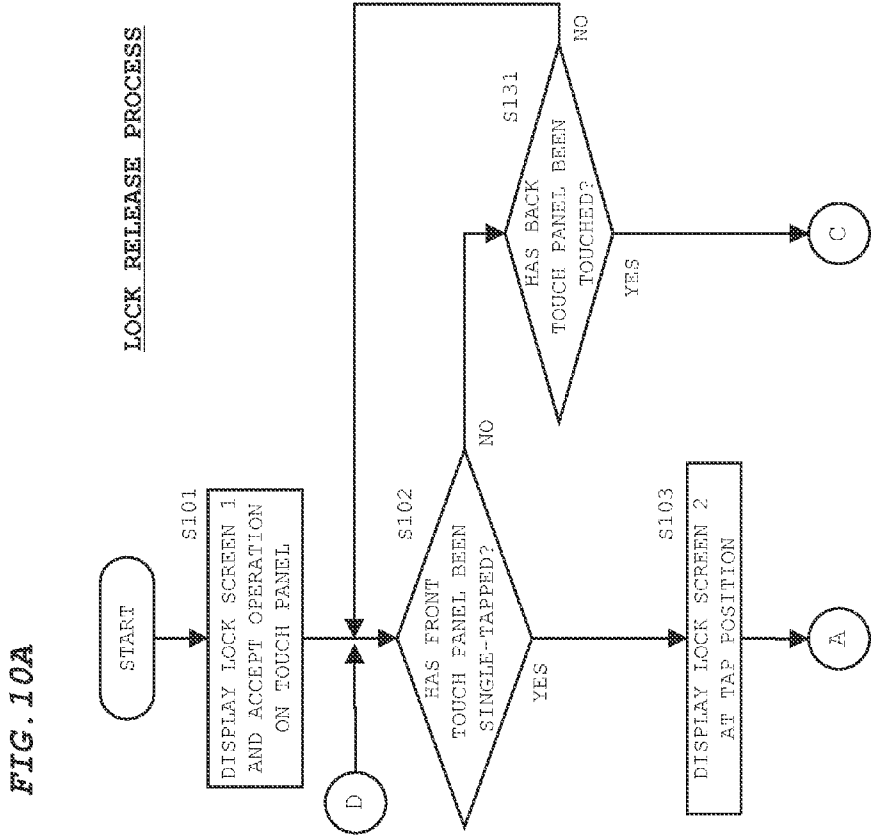 FIG.10A
LOCK RELEASE PROCESS
START
S101
DISPLAY LOCK SCREEN 1
AND ACCEPT OPERATION
ON TOUCH PANEL
D
S102
HAS FRONT
TOUCH PANEL BEEN
SINGLE-TAPPED?
NO
YES
S131
HAS BACK
TOUCH PANEL BEEN
TOUCHED?
NO
YES
S103
DISPLAY LOCK SCREEN 2
AT TAP POSITION
A
C